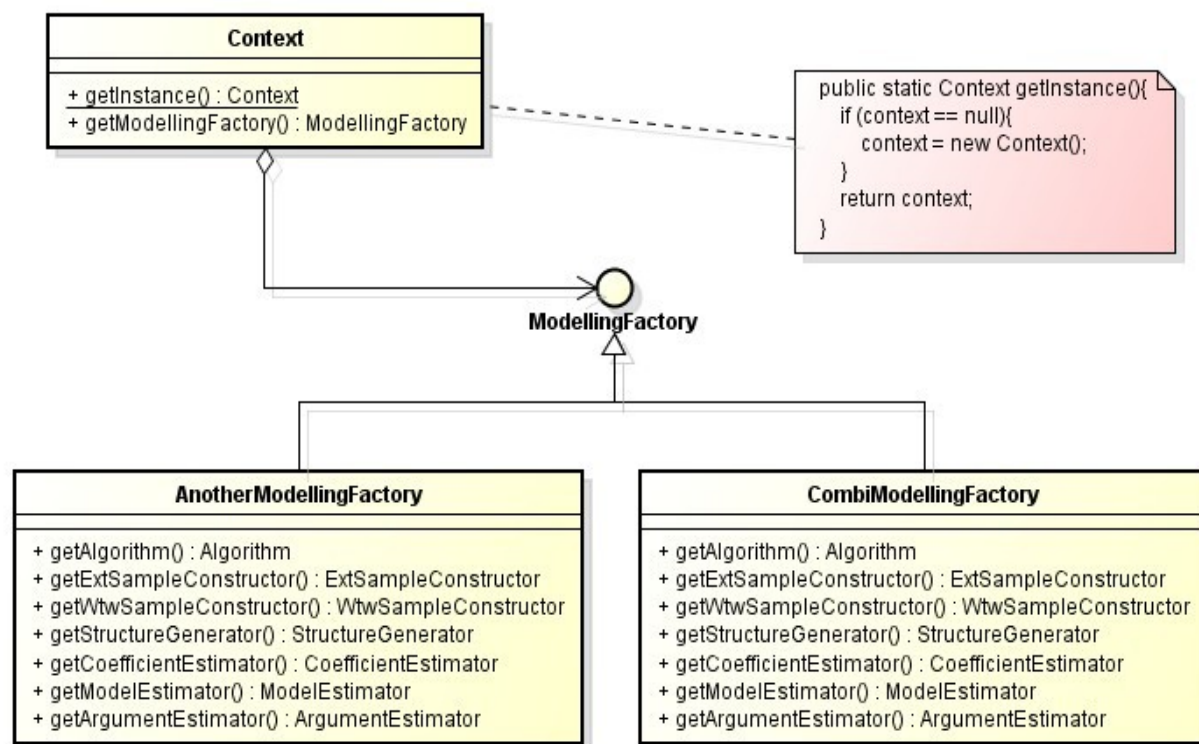 Context
+ getInstance() : Context
+ getModellingFactory() : ModellingFactory
public static Context getInstance(){
if (context == null){
context = new Context();
}
return context;
}
ModellingFactory
AnotherModellingFactory
+ getAlgorithm() : Algorithm
+ getExtSampleConstructor() : ExtSampleConstructor
+ getWtwSampleConstructor() : WtwSampleConstructor
+ getStructureGenerator() : StructureGenerator
+ getCoefficientEstimator() : CoefficientEstimator
+ getModelEstimator() : ModelEstimator
+ getArgumentEstimator() : ArgumentEstimator
CombiModellingFactory
+ getAlgorithm() : Algorithm
+ getExtSampleConstructor() : ExtSampleConstructor
+ getWtwSampleConstructor() : WtwSampleConstructor
+ getStructureGenerator() : StructureGenerator
+ getCoefficientEstimator() : CoefficientEstimator
+ getModelEstimator() : ModelEstimator
+ getArgumentEstimator() : ArgumentEstimator